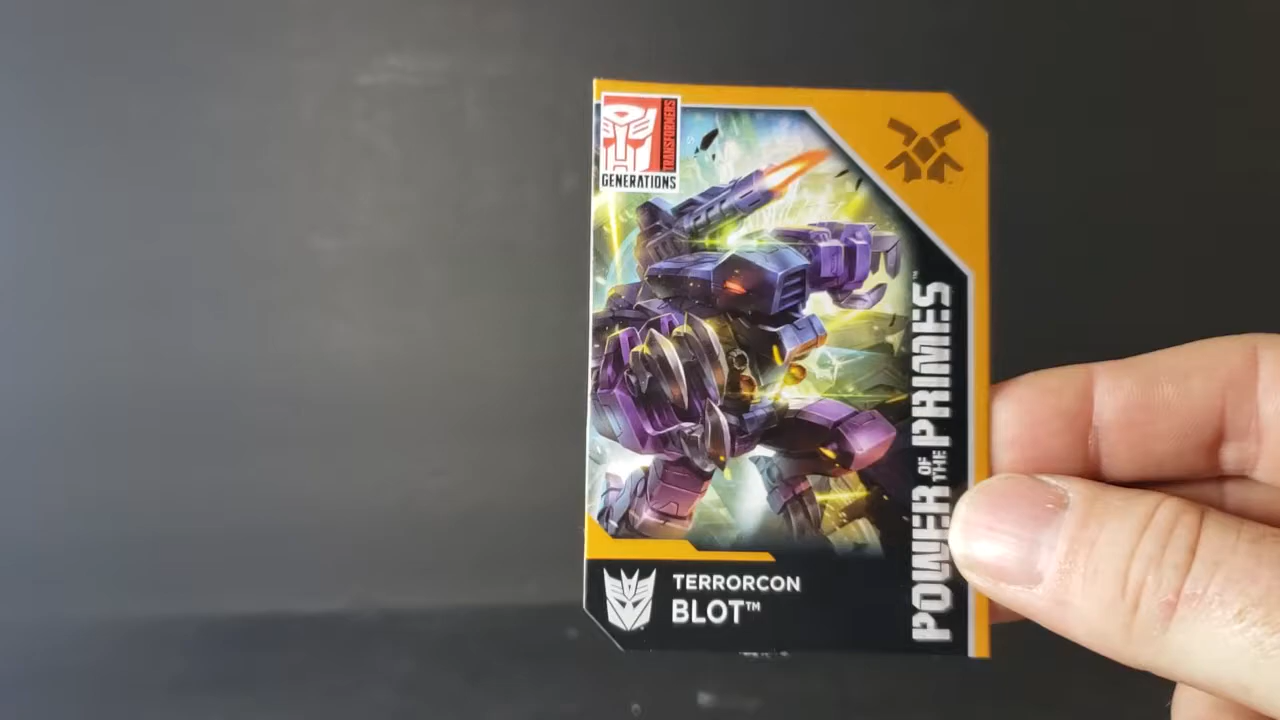 TRANSFORMERS
GENERATIONS
POWER OF THE PRIMES™
TERRORCON
BLOT™